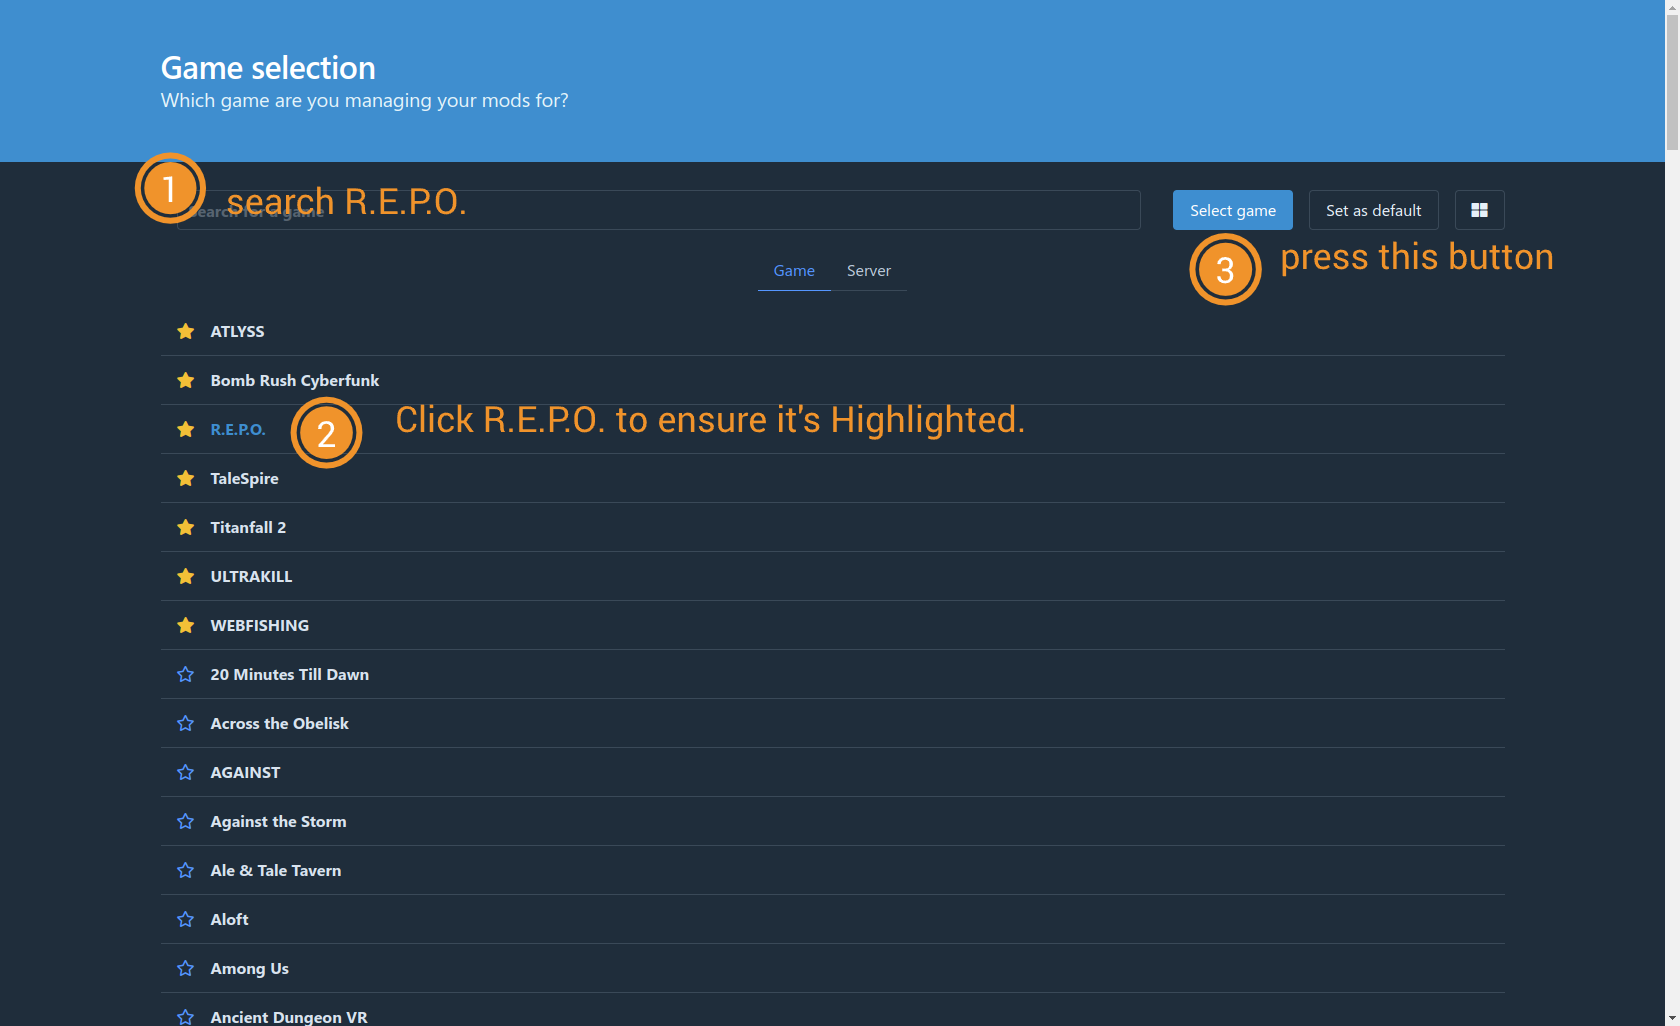 Game selection
Which game are you managing your mods for?
1
search R.E.P.O.
Search for a game
Select game
Set as default
3
press this button
Game
Server
ATLYSS
Bomb Rush Cyberfunk
R.E.P.O.
2
Click R.E.P.O. to ensure it's Highlighted.
TaleSpire
Titanfall 2
ULTRAKILL
WEBFISHING
20 Minutes Till Dawn
Across the Obelisk
AGAINST
Against the Storm
Ale & Tale Tavern
Aloft
Among Us
Ancient Dungeon VR